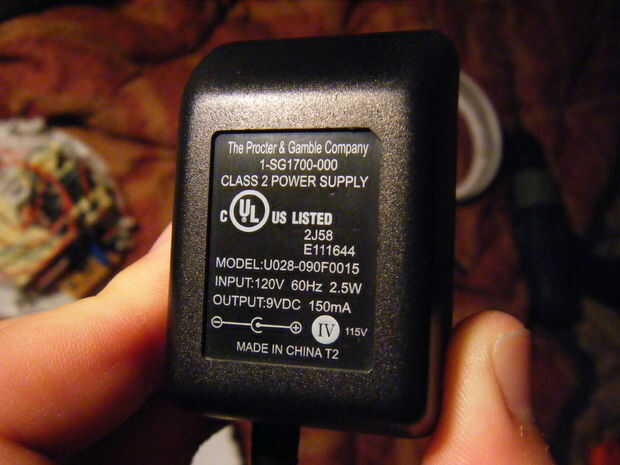 The Procter & Gamble Company
1-SG1700-000
CLASS 2 POWER SUPPLY
C UL US LISTED
2J58
E111644
MODEL:U028-090F0015
INPUT:120V 60Hz 2.5W
OUTPUT:9VDC 150mA
IV 115V
MADE IN CHINA T2